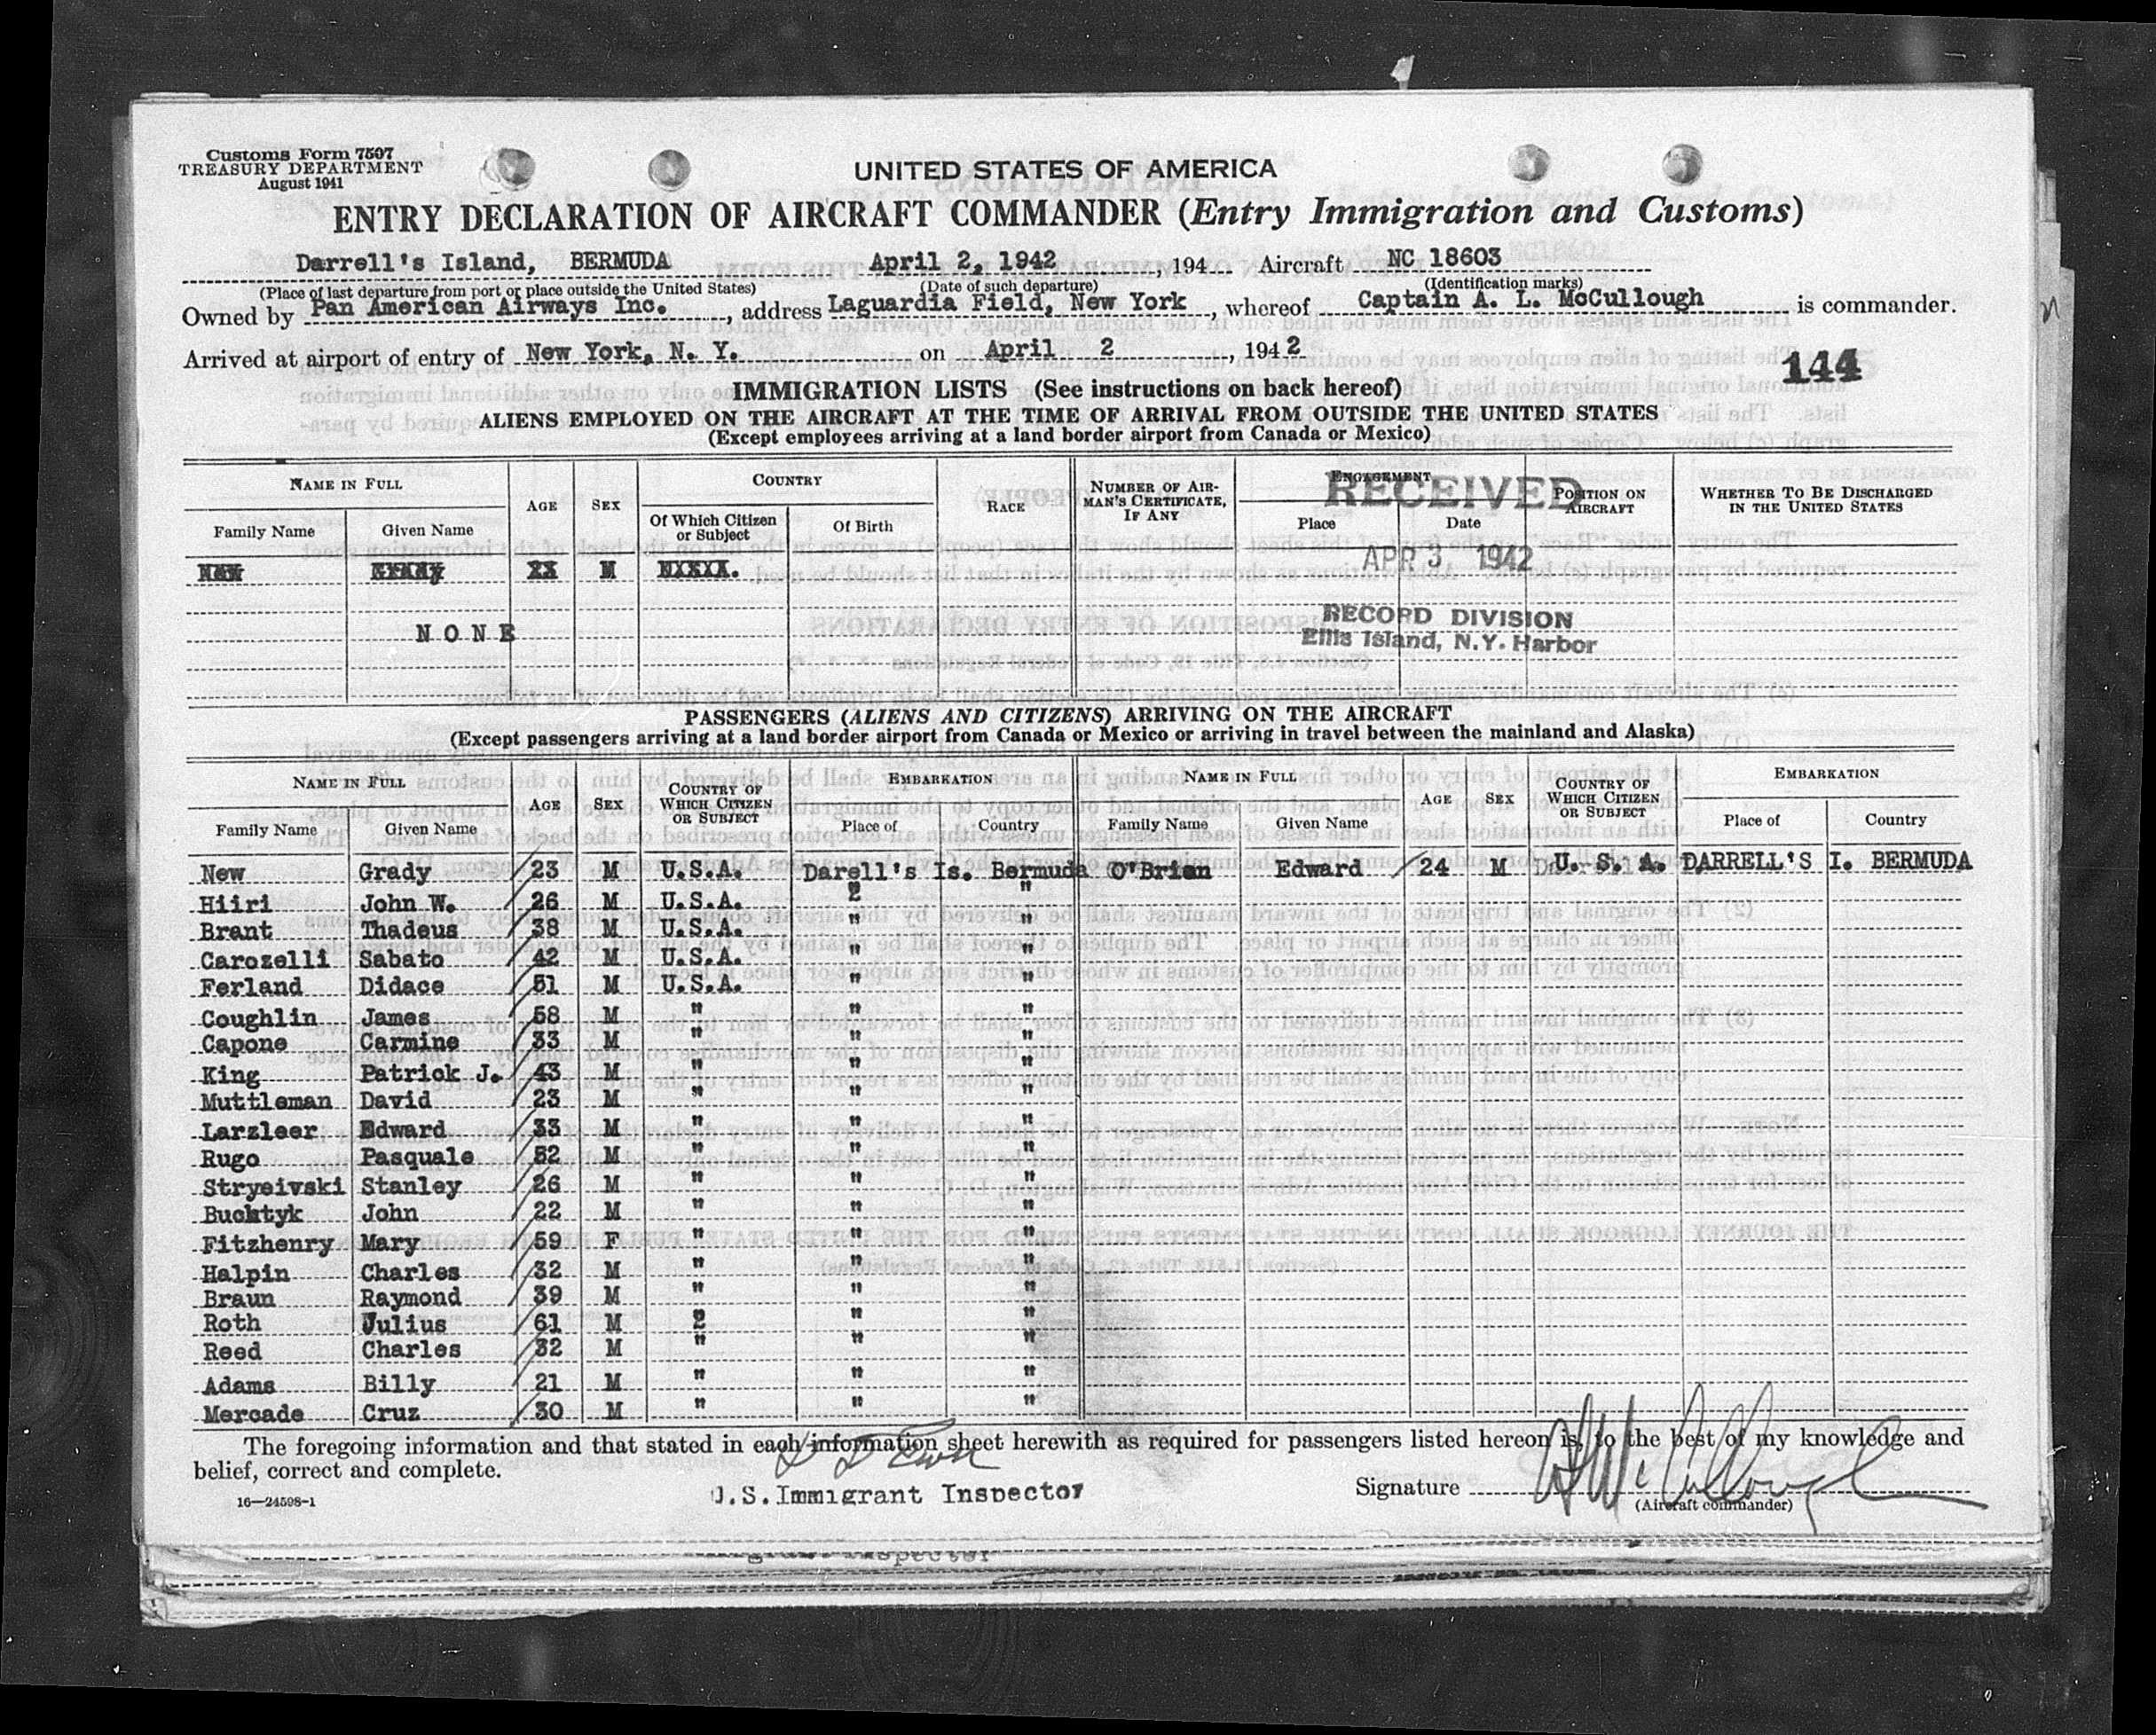 Customs Form 7507
TREASURY DEPARTMENT
August 1941
UNITED STATES OF AMERICA
ENTRY DECLARATION OF AIRCRAFT COMMANDER (Entry Immigration and Customs)
Darrell's Island, BERMUDA April 2, 1942, 194 Aircraft NC 18603
(Place of last departure from port or place outside the United States) (Date of such departure) (Identification marks)
Owned by Pan American Airways Inc., address Laguardia Field, New York, whereof Captain A. L. McCullough is commander.
Arrived at airport of entry of New York, N. Y. on April 2, 1942
144
IMMIGRATION LISTS (See instructions on back hereof)
ALIENS EMPLOYED ON THE AIRCRAFT AT THE TIME OF ARRIVAL FROM OUTSIDE THE UNITED STATES
(Except employees arriving at a land border airport from Canada or Mexico)
NAME IN FULL AGE SEX COUNTRY RACE NUMBER OF AIRMAN'S CERTIFICATE, IF ANY ENGAGEMENT POSITION ON AIRCRAFT WHETHER TO BE DISCHARGED IN THE UNITED STATES
Family Name Given Name Of Which Citizen or Subject Of Birth Place Date
RECEIVED
APR 3 1942
RECORD DIVISION
Ellis Island, N.Y. Harbor
NONE
PASSENGERS (ALIENS AND CITIZENS) ARRIVING ON THE AIRCRAFT
(Except passengers arriving at a land border airport from Canada or Mexico or arriving in travel between the mainland and Alaska)
NAME IN FULL AGE SEX COUNTRY OF WHICH CITIZEN OR SUBJECT EMBARKATION NAME IN FULL AGE SEX COUNTRY OF WHICH CITIZEN OR SUBJECT EMBARKATION
Family Name Given Name Place of Country Family Name Given Name Place of Country
New Grady 23 M U.S.A. Darell's Is. Bermuda O'Brien Edward 24 M U. S. A. DARRELL'S I. BERMUDA
Hiiri John W. 26 M U.S.A. 2 "
Brant Thadeus 38 M U.S.A. " "
Carozelli Sabato 42 M U.S.A. " "
Ferland Didace 51 M U.S.A. " "
Coughlin James 58 M " " "
Capone Carmine 33 M " " "
King Patrick J. 43 M " " "
Muttleman David 23 M " " "
Larzleer Edward 33 M " " "
Rugo Pasquale 52 M " " "
Stryeivski Stanley 26 M " " "
Bucktyk John 22 M " " "
Fitzhenry Mary 59 F " " "
Halpin Charles 32 M " " "
Braun Raymond 39 M " " "
Roth Julius 61 M 2 " "
Reed Charles 32 M " " "
Adams Billy 21 M " " "
Mercade Cruz 30 M " " "
The foregoing information and that stated in each information sheet herewith as required for passengers listed hereon is, to the best of my knowledge and
belief, correct and complete.
U.S. Immigrant Inspector
Signature
(Aircraft commander)
16—24598-1